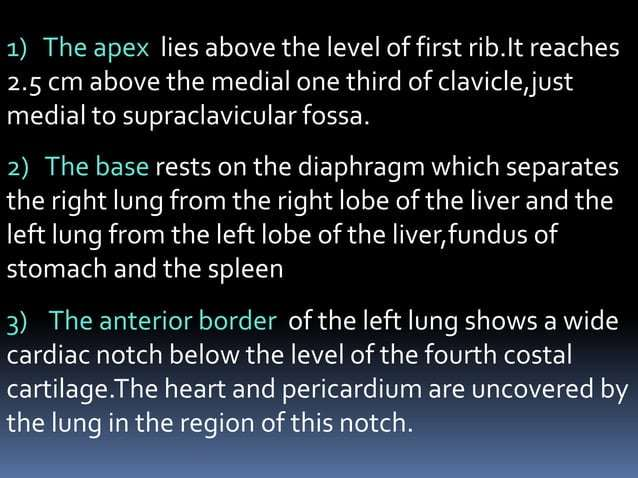 1) The apex lies above the level of first rib.It reaches
2.5 cm above the medial one third of clavicle,just
medial to supraclavicular fossa.
2) The base rests on the diaphragm which separates
the right lung from the right lobe of the liver and the
left lung from the left lobe of the liver,fundus of
stomach and the spleen
3) The anterior border of the left lung shows a wide
cardiac notch below the level of the fourth costal
cartilage.The heart and pericardium are uncovered by
the lung in the region of this notch.